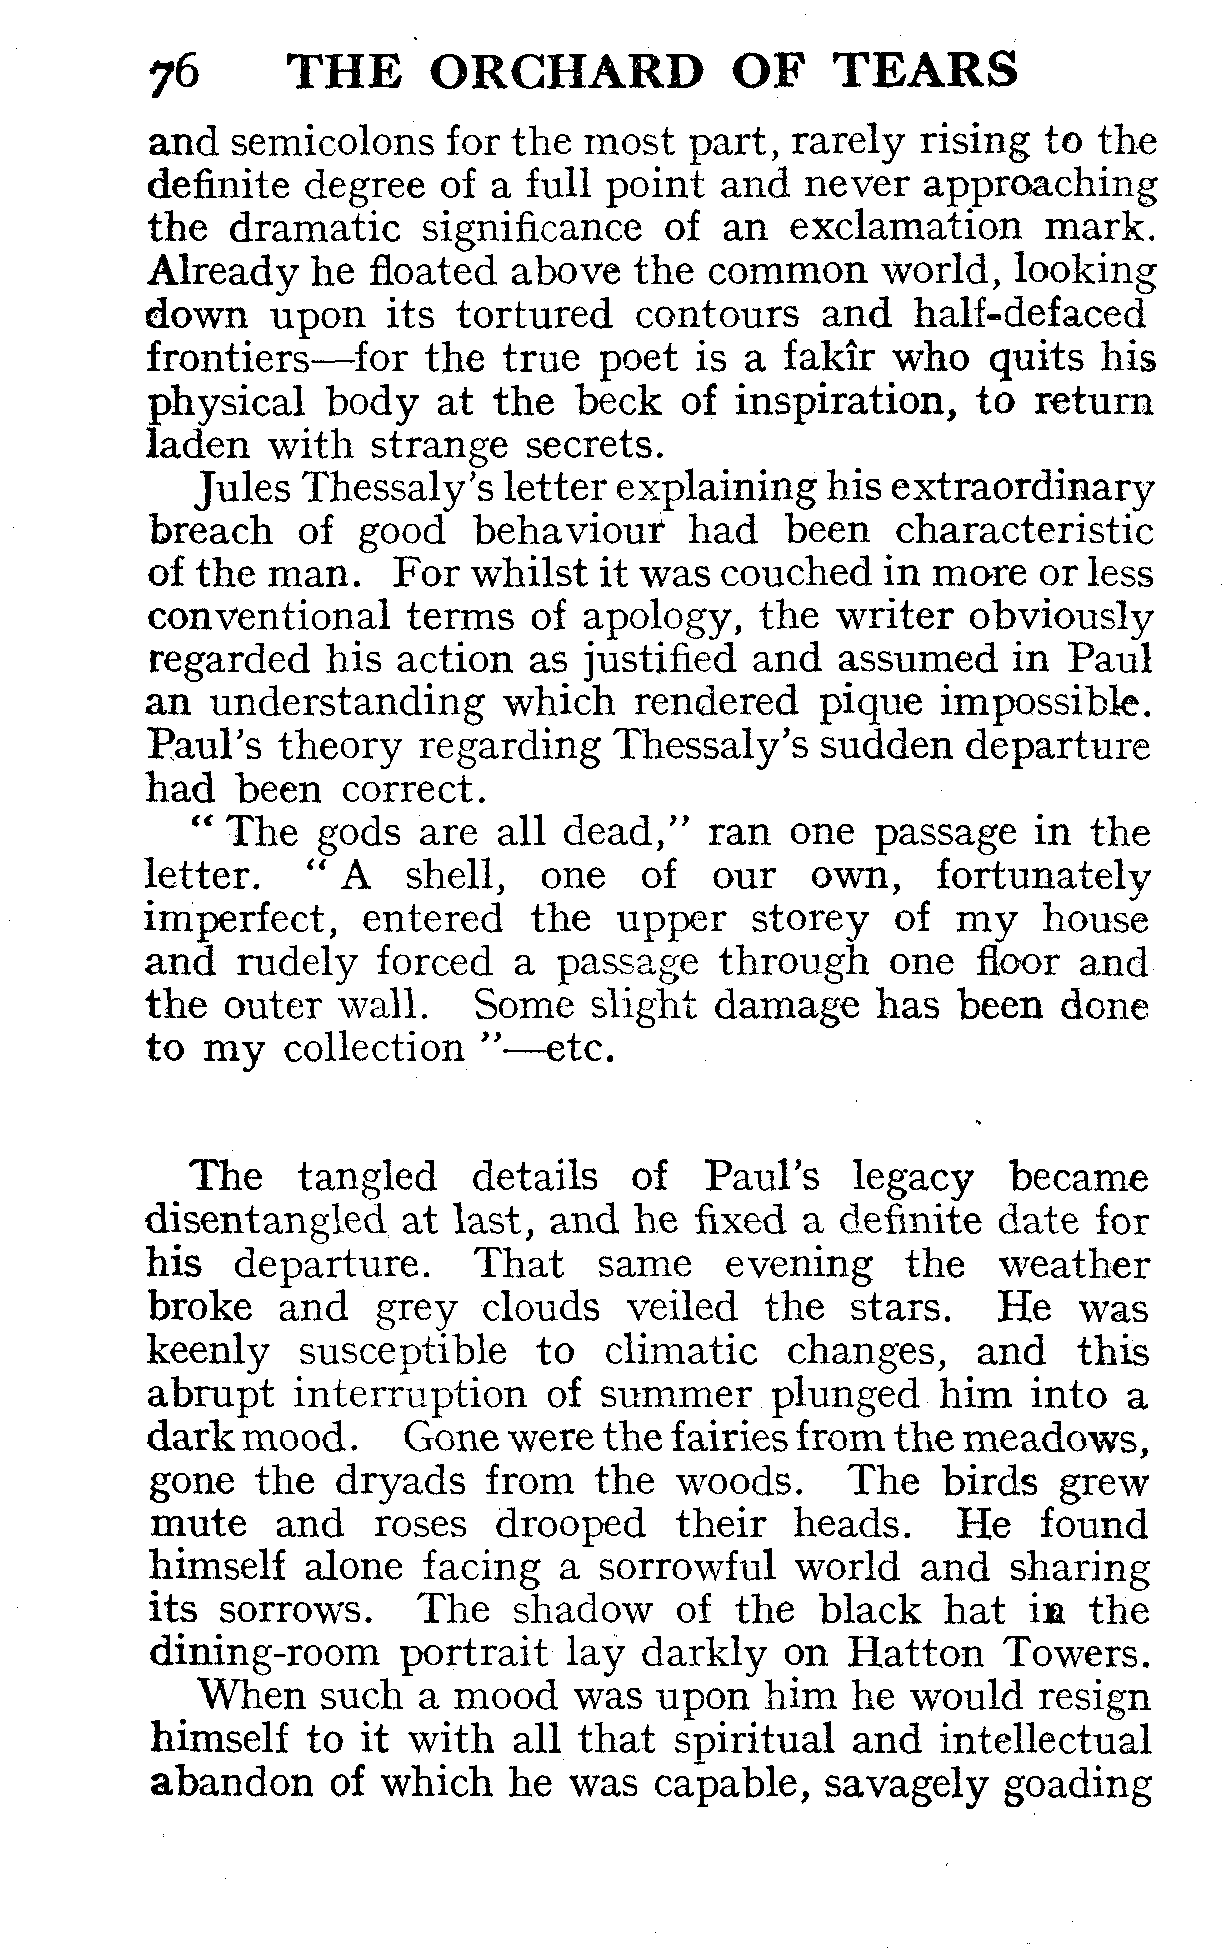 76 THE ORCHARD OF TEARS
and semicolons for the most part, rarely rising to the
definite degree of a full point and never approaching
the dramatic significance of an exclamation mark.
Already he floated above the common world, looking
down upon its tortured contours and half-defaced
frontiers—for the true poet is a fakîr who quits his
physical body at the beck of inspiration, to return
laden with strange secrets.
Jules Thessaly's letter explaining his extraordinary
breach of good behaviour had been characteristic
of the man. For whilst it was couched in more or less
conventional terms of apology, the writer obviously
regarded his action as justified and assumed in Paul
an understanding which rendered pique impossible.
Paul's theory regarding Thessaly's sudden departure
had been correct.
“ The gods are all dead,” ran one passage in the
letter. “ A shell, one of our own, fortunately
imperfect, entered the upper storey of my house
and rudely forced a passage through one floor and
the outer wall. Some slight damage has been done
to my collection ”—etc.
The tangled details of Paul's legacy became
disentangled at last, and he fixed a definite date for
his departure. That same evening the weather
broke and grey clouds veiled the stars. He was
keenly susceptible to climatic changes, and this
abrupt interruption of summer plunged him into a
dark mood. Gone were the fairies from the meadows,
gone the dryads from the woods. The birds grew
mute and roses drooped their heads. He found
himself alone facing a sorrowful world and sharing
its sorrows. The shadow of the black hat in the
dining-room portrait lay darkly on Hatton Towers.
When such a mood was upon him he would resign
himself to it with all that spiritual and intellectual
abandon of which he was capable, savagely goading